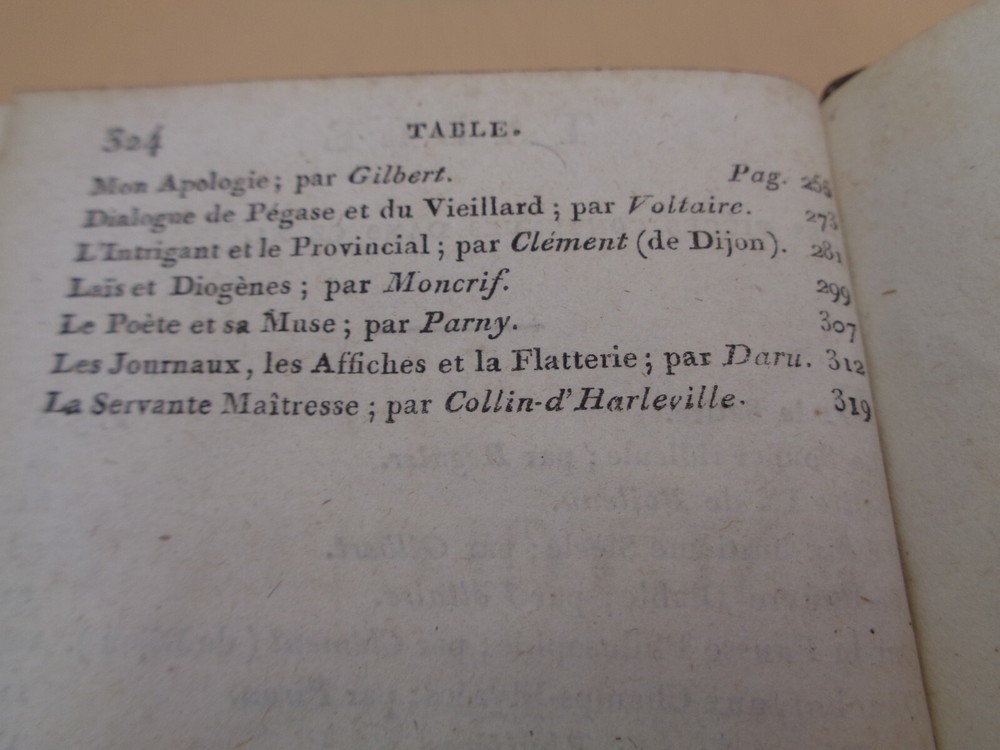 324 TABLE.
Mon Apologie; par Gilbert. Pag.
Dialogue de Pégase et du Vieillard; par Voltaire. 273
L'Intrigant et le Provincial; par Clément (de Dijon). 281
Laïs et Diogènes; par Moncrif. 299
Le Poète et sa Muse; par Parny. 307
Les Journaux, les Affiches et la Flatterie; par Daru. 312
La Servante Maîtresse; par Collin-d'Harleville. 319